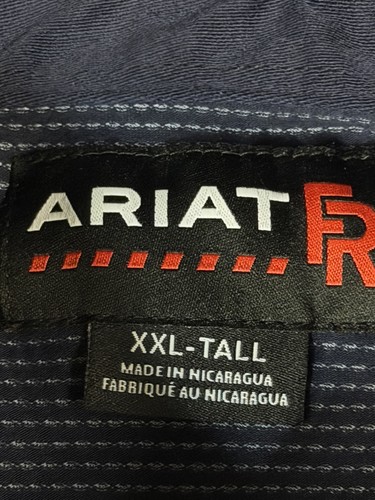 ARIAT FR
XXL-TALL
MADE IN NICARAGUA
FABRIQUÉ AU NICARAGUA